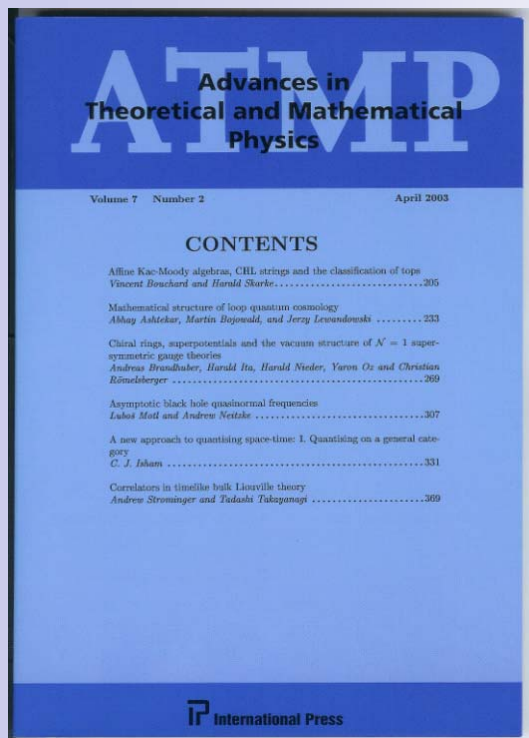 ATMP
Advances in
Theoretical and Mathematical
Physics
Volume 7 Number 2 April 2003
CONTENTS
Affine Kac-Moody algebras, CHL strings and the classification of tops
Vincent Bouchard and Harald Skarke..............................205
Mathematical structure of loop quantum cosmology
Abhay Ashtekar, Martin Bojowald, and Jerzy Lewandowski .........233
Chiral rings, superpotentials and the vacuum structure of N = 1 super-
symmetric gauge theories
Andreas Brandhuber, Harald Ita, Harald Nieder, Yaron Oz and Christian
Römelsberger ....................................................269
Asymptotic black hole quasinormal frequencies
Luboš Motl and Andrew Neitzke ..................................307
A new approach to quantising space-time: I. Quantising on a general cate-
gory
C. J. Isham ....................................................331
Correlators in timelike bulk Liouville theory
Andrew Strominger and Tadashi Takayanagi .......................369
IP International Press